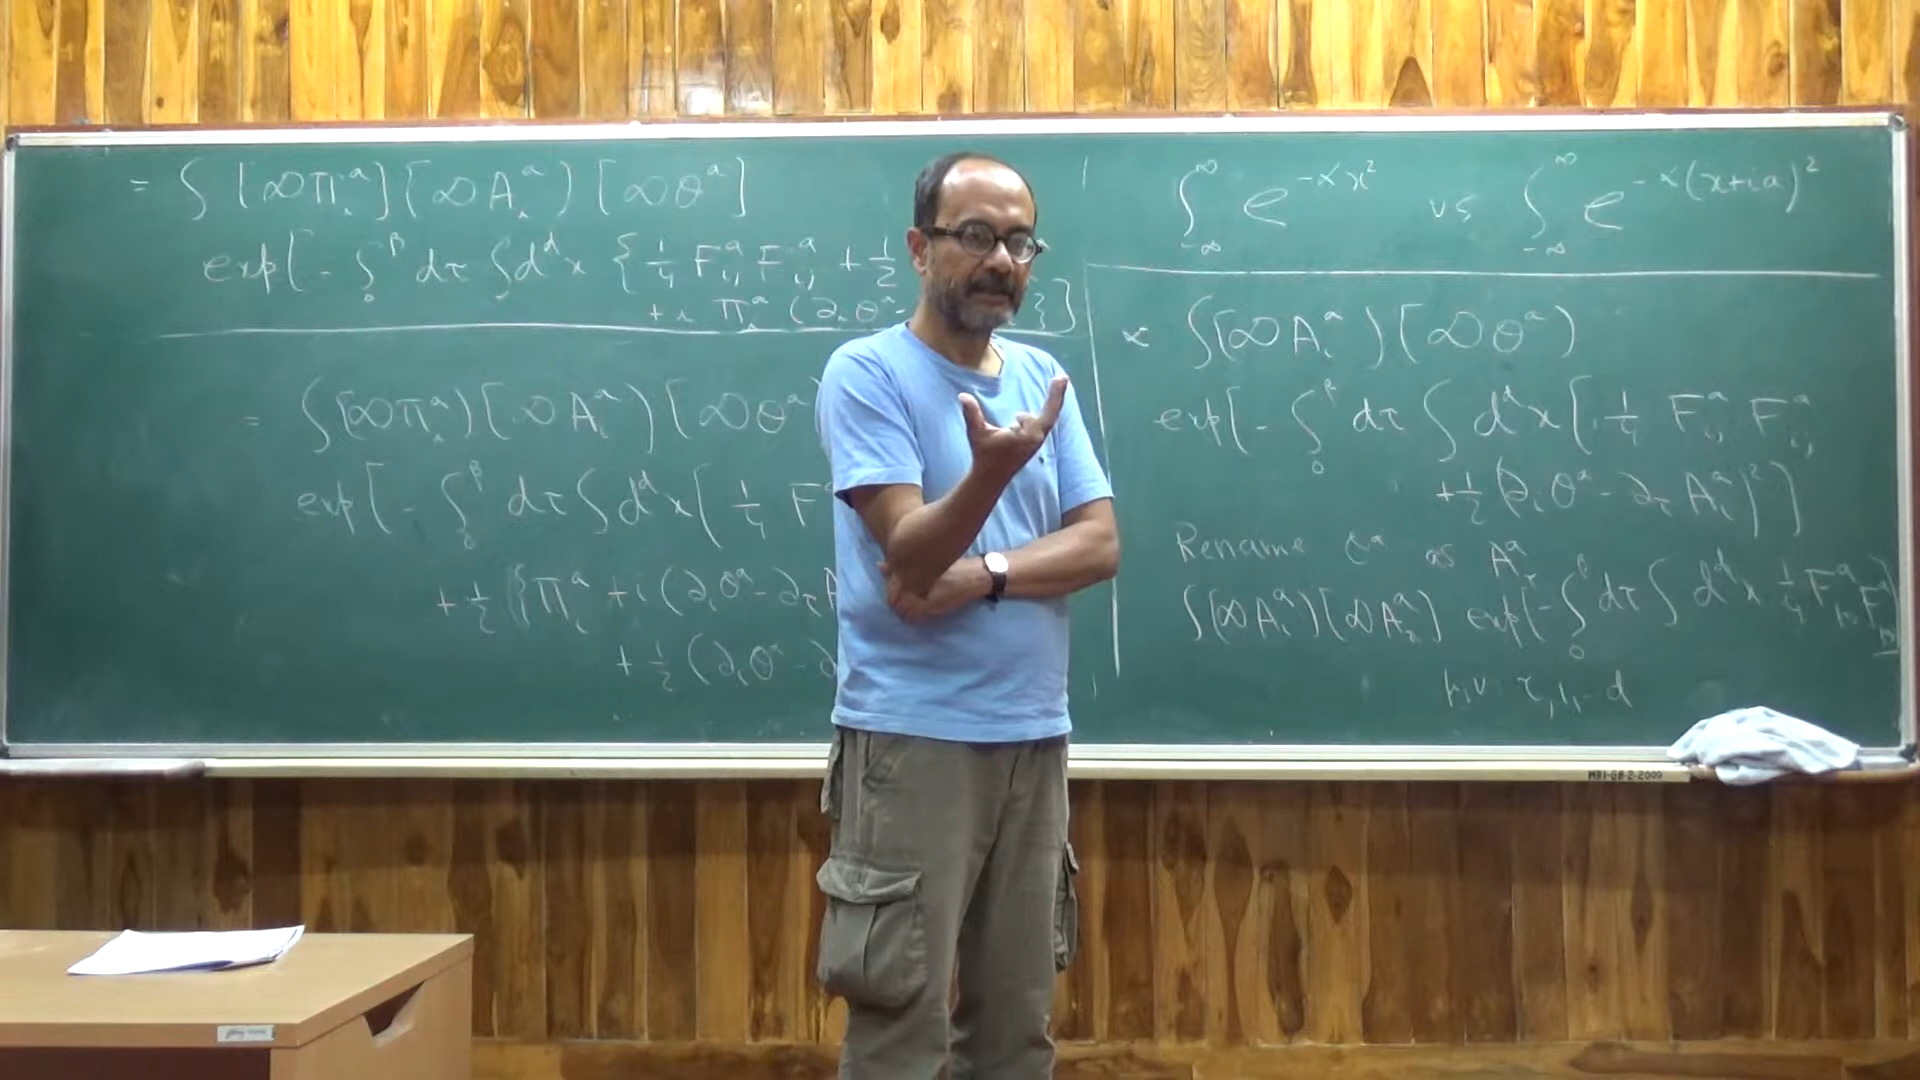 = ∫ [𝒟Π_i^a] [𝒟A_i^a] [𝒟θ^a]
exp[- ∫_0^β dτ ∫ d^d x { 1/4 F_ij^a F_ij^a + 1/2
+ i Π_i^a (∂_i θ^a - }]
= ∫ [𝒟Π_i^a] [𝒟A_i^a] [𝒟θ^a
exp[- ∫_0^β dτ ∫ d^d x [ 1/4 F
+ 1/2 {Π_i^a + i (∂_i θ^a - ∂_τ A
+ 1/2 (∂_i θ^a - ∂
∫_{-∞}^{∞} e^{-αx^2} vs ∫_{-∞}^{∞} e^{-α(x+ia)^2}
∝ ∫ [𝒟A_i^a] [𝒟θ^a]
exp[- ∫_0^β dτ ∫ d^d x [ 1/4 F_ij^a F_ij^a
+ 1/2 (∂_i θ^a - ∂_τ A_i^a)^2 ]
Rename θ^a as A_τ^a
∫ [𝒟A_i^a] [𝒟A_τ^a] exp[- ∫_0^β dτ ∫ d^d x 1/4 F_μν^a F_μν^a]
μ,ν = τ, 1, - d
MRI-GB-2-2009